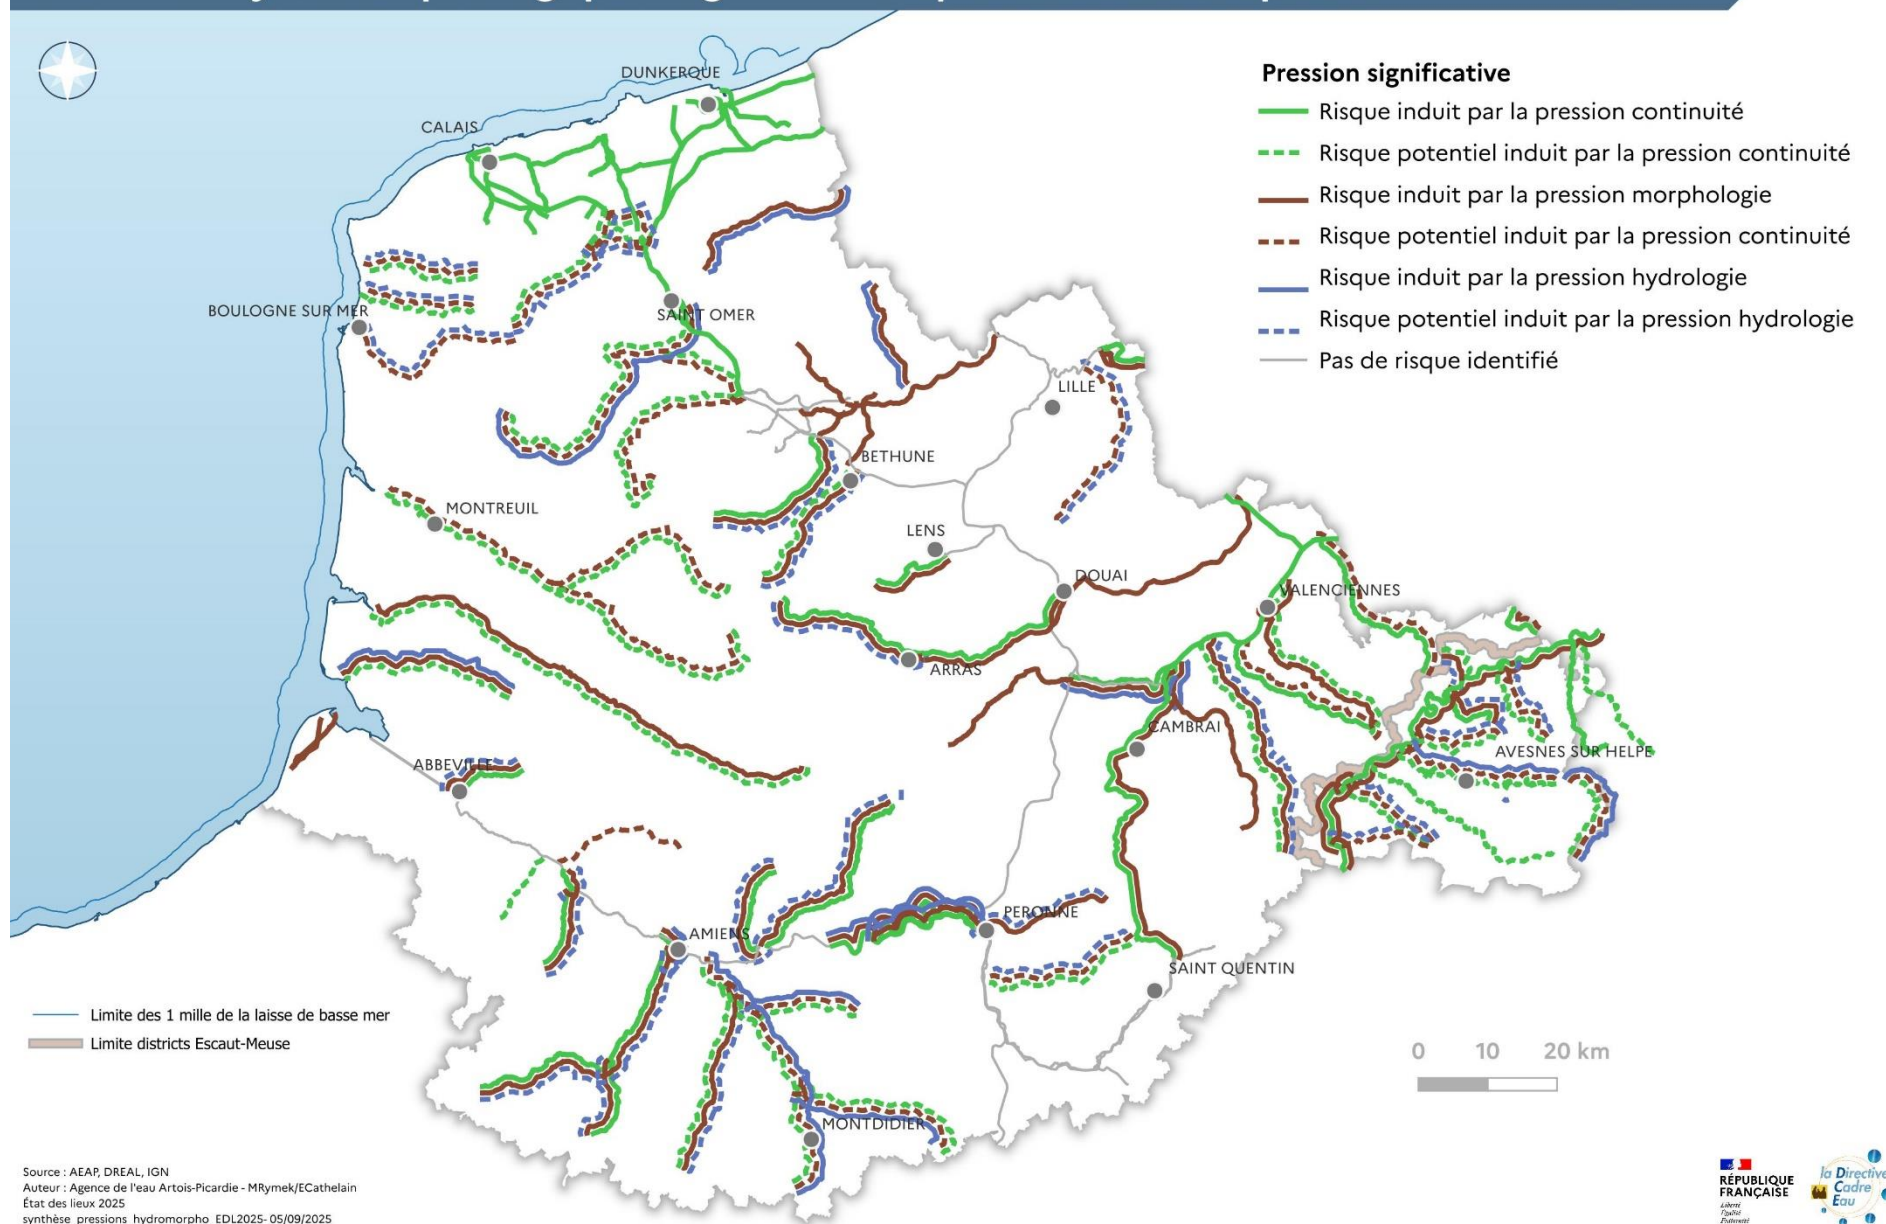 Pression significative
Risque induit par la pression continuité
Risque potentiel induit par la pression continuité
Risque induit par la pression morphologie
Risque potentiel induit par la pression continuité
Risque induit par la pression hydrologie
Risque potentiel induit par la pression hydrologie
Pas de risque identifié
DUNKERQUE
CALAIS
BOULOGNE SUR MER
SAINT OMER
LILLE
BETHUNE
MONTREUIL
LENS
DOUAI
VALENCIENNES
ARRAS
CAMBRAI
AVESNES SUR HELPE
ABBEVILLE
PERONNE
AMIENS
SAINT QUENTIN
MONTDIDIER
Limite des 1 mille de la laisse de basse mer
Limite districts Escaut-Meuse
0 10 20 km
Source : AEAP, DREAL, IGN
Auteur : Agence de l'eau Artois-Picardie - MRymek/ECathelain
État des lieux 2025
synthèse_pressions_hydromorpho_EDL2025- 05/09/2025
RÉPUBLIQUE
FRANÇAISE
Liberté
Égalité
Fraternité
la Directive
Cadre
Eau